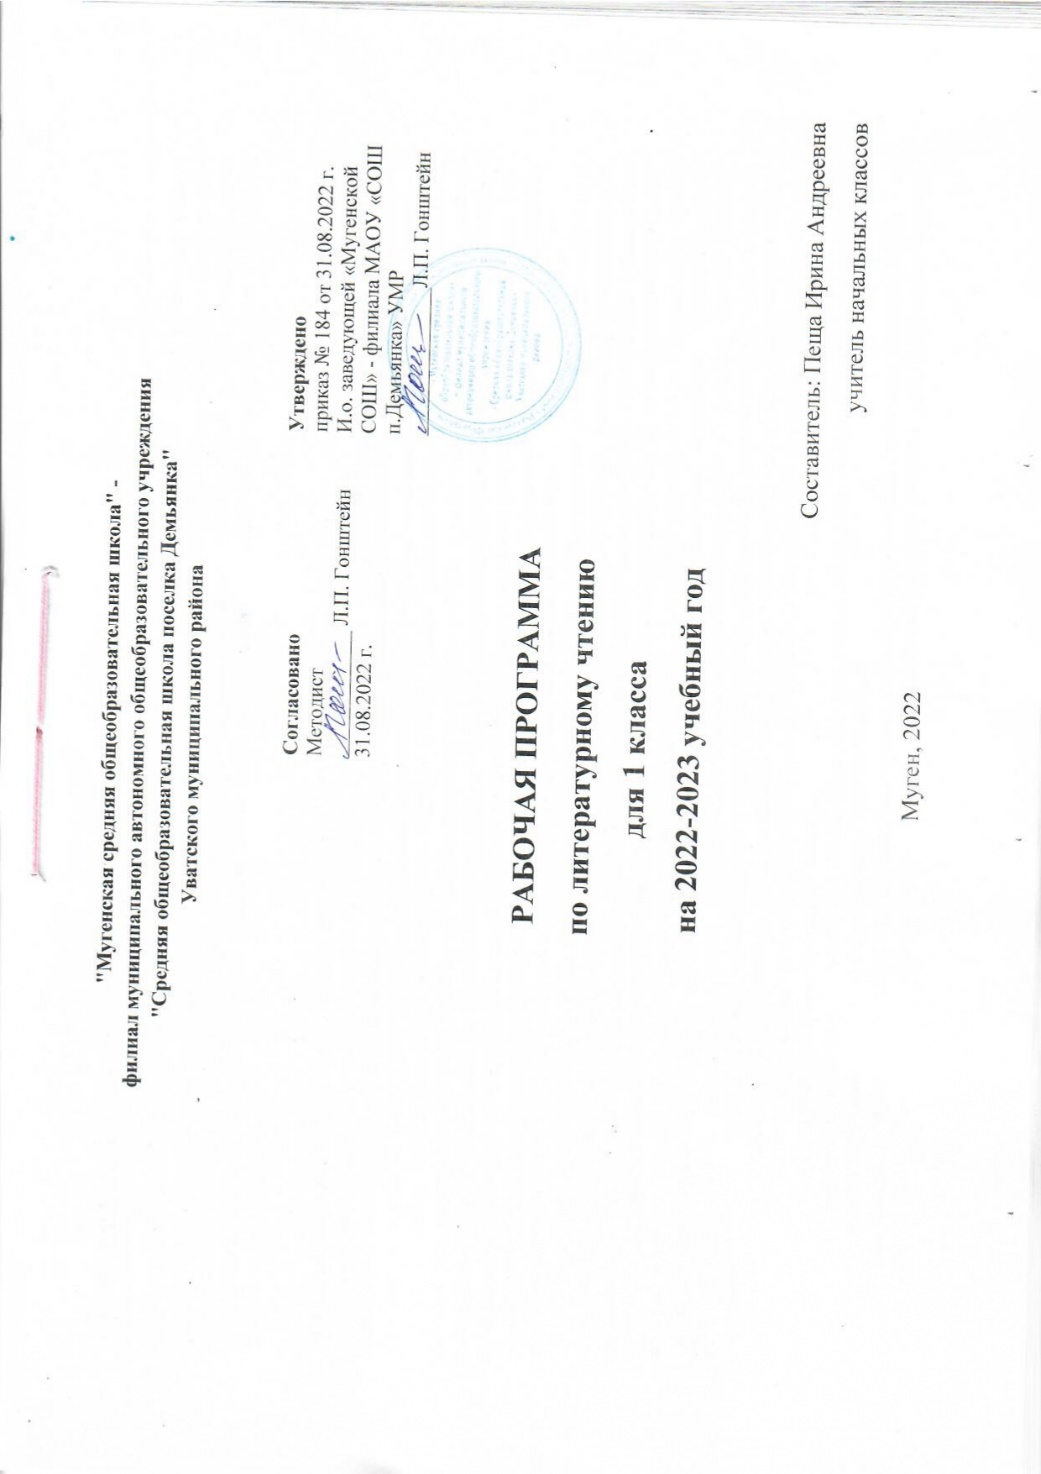 "Мугенская средняя общеобразовательная школа" -
филиал муниципального автономного общеобразовательного учреждения
"Средняя общеобразовательная школа поселка Демьянка"
Уватского муниципального района
Согласовано
Методист
Л.П. Гонштейн
31.08.2022 г.
Утверждено
приказ № 184 от 31.08.2022 г.
И.о. заведующей «Мугенской
СОШ» - филиала МАОУ «СОШ
п.Демьянка» УМР
Л.П. Гонштейн
РАБОЧАЯ ПРОГРАММА
по литературному чтению
для 1 класса
на 2022-2023 учебный год
Составитель: Пеща Ирина Андреевна
учитель начальных классов
Муген, 2022